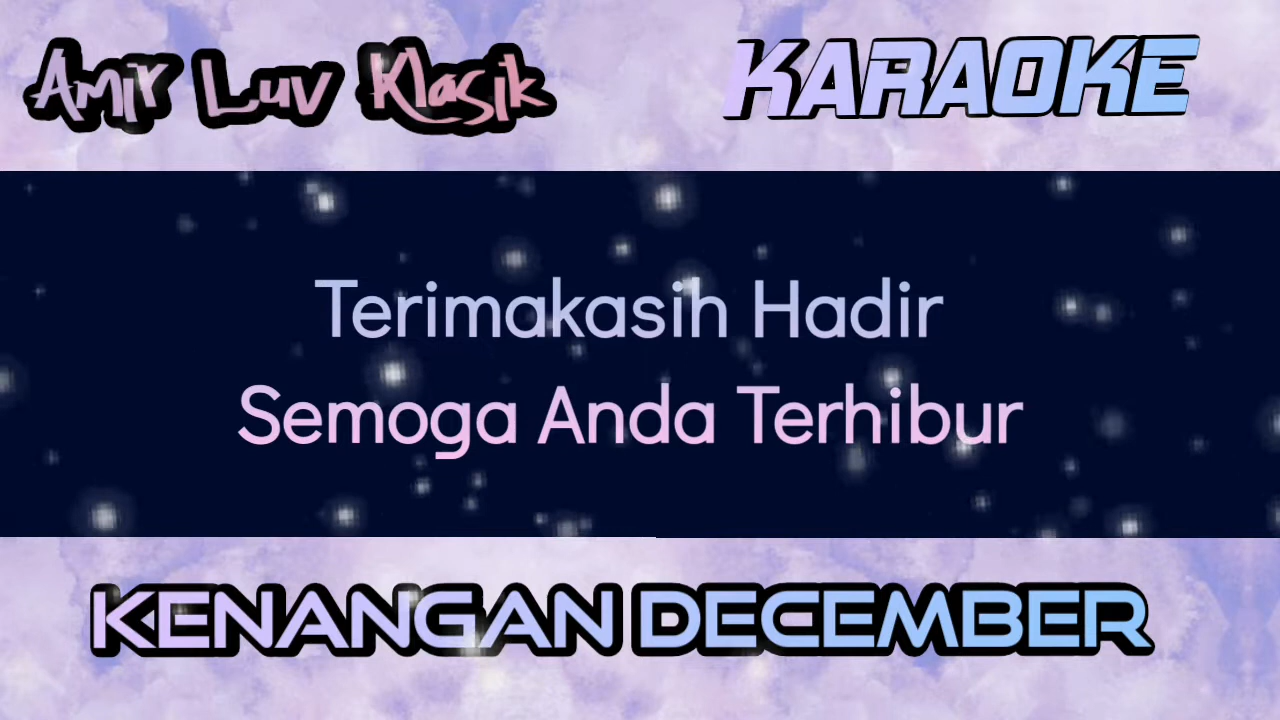 Amir Luv Klasik
KARAOKE
Terimakasih Hadir
Semoga Anda Terhibur
KENANGAN DECEMBER